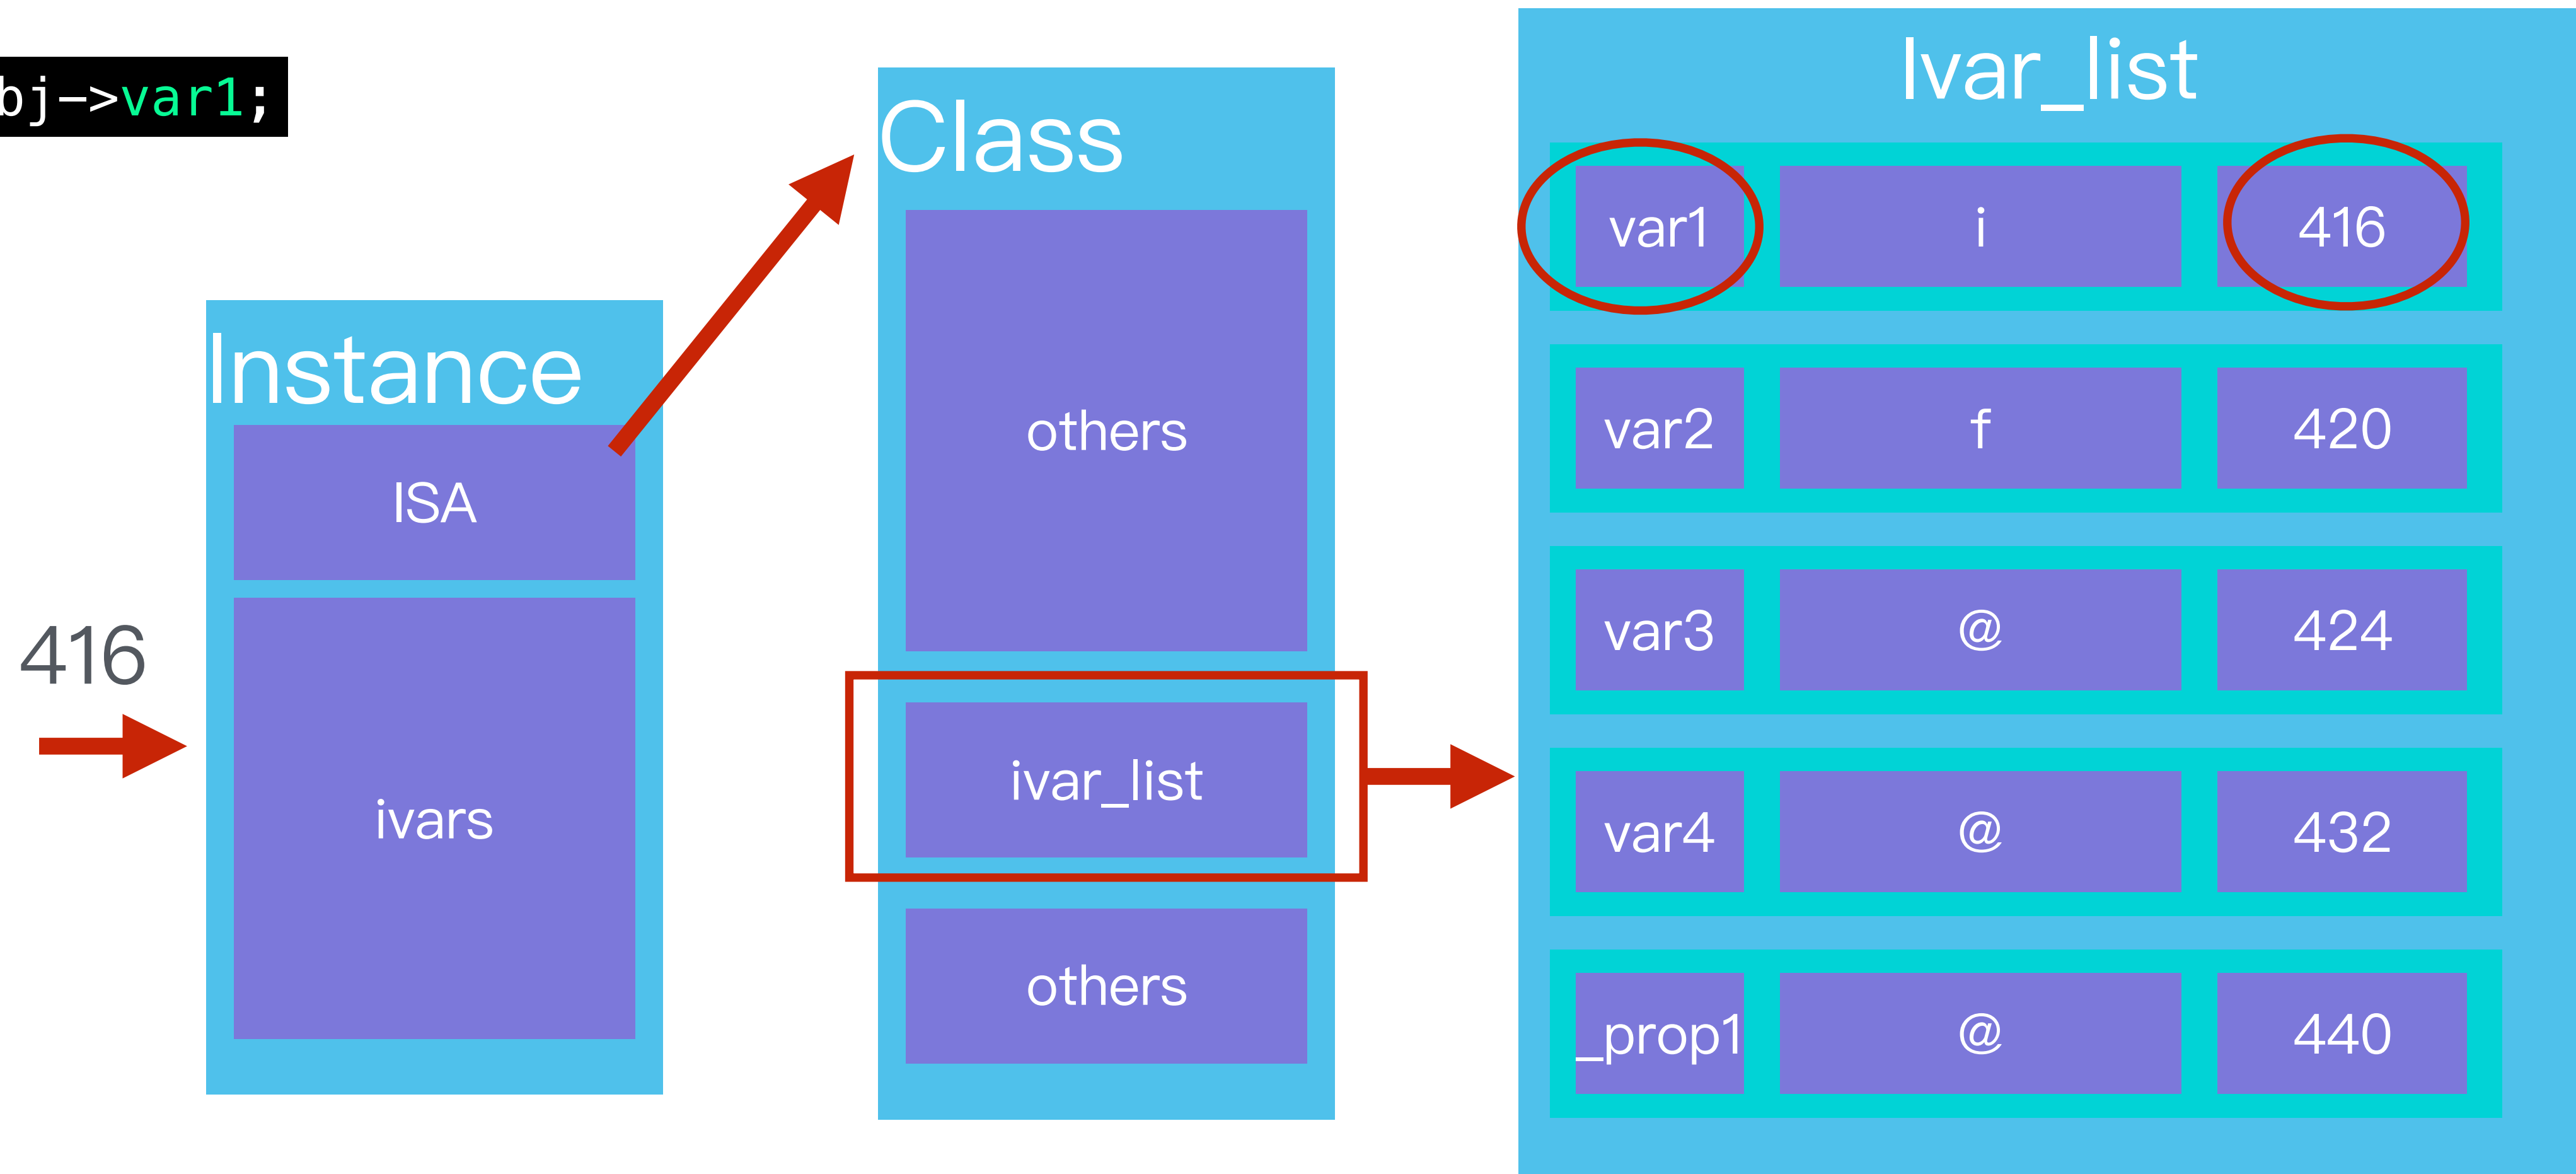 bj->var1;
416
Instance
ISA
ivars
Class
others
ivar_list
others
Ivar_list
var1 i 416
var2 f 420
var3 @ 424
var4 @ 432
_prop1 @ 440